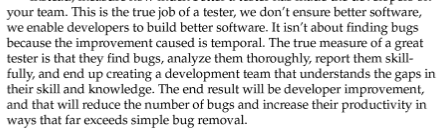 your team. This is the true job of a tester, we don't ensure better software,
we enable developers to build better software. It isn't about finding bugs
because the improvement caused is temporal. The true measure of a great
tester is that they find bugs, analyze them thoroughly, report them skill-
fully, and end up creating a development team that understands the gaps in
their skill and knowledge. The end result will be developer improvement,
and that will reduce the number of bugs and increase their productivity in
ways that far exceeds simple bug removal.